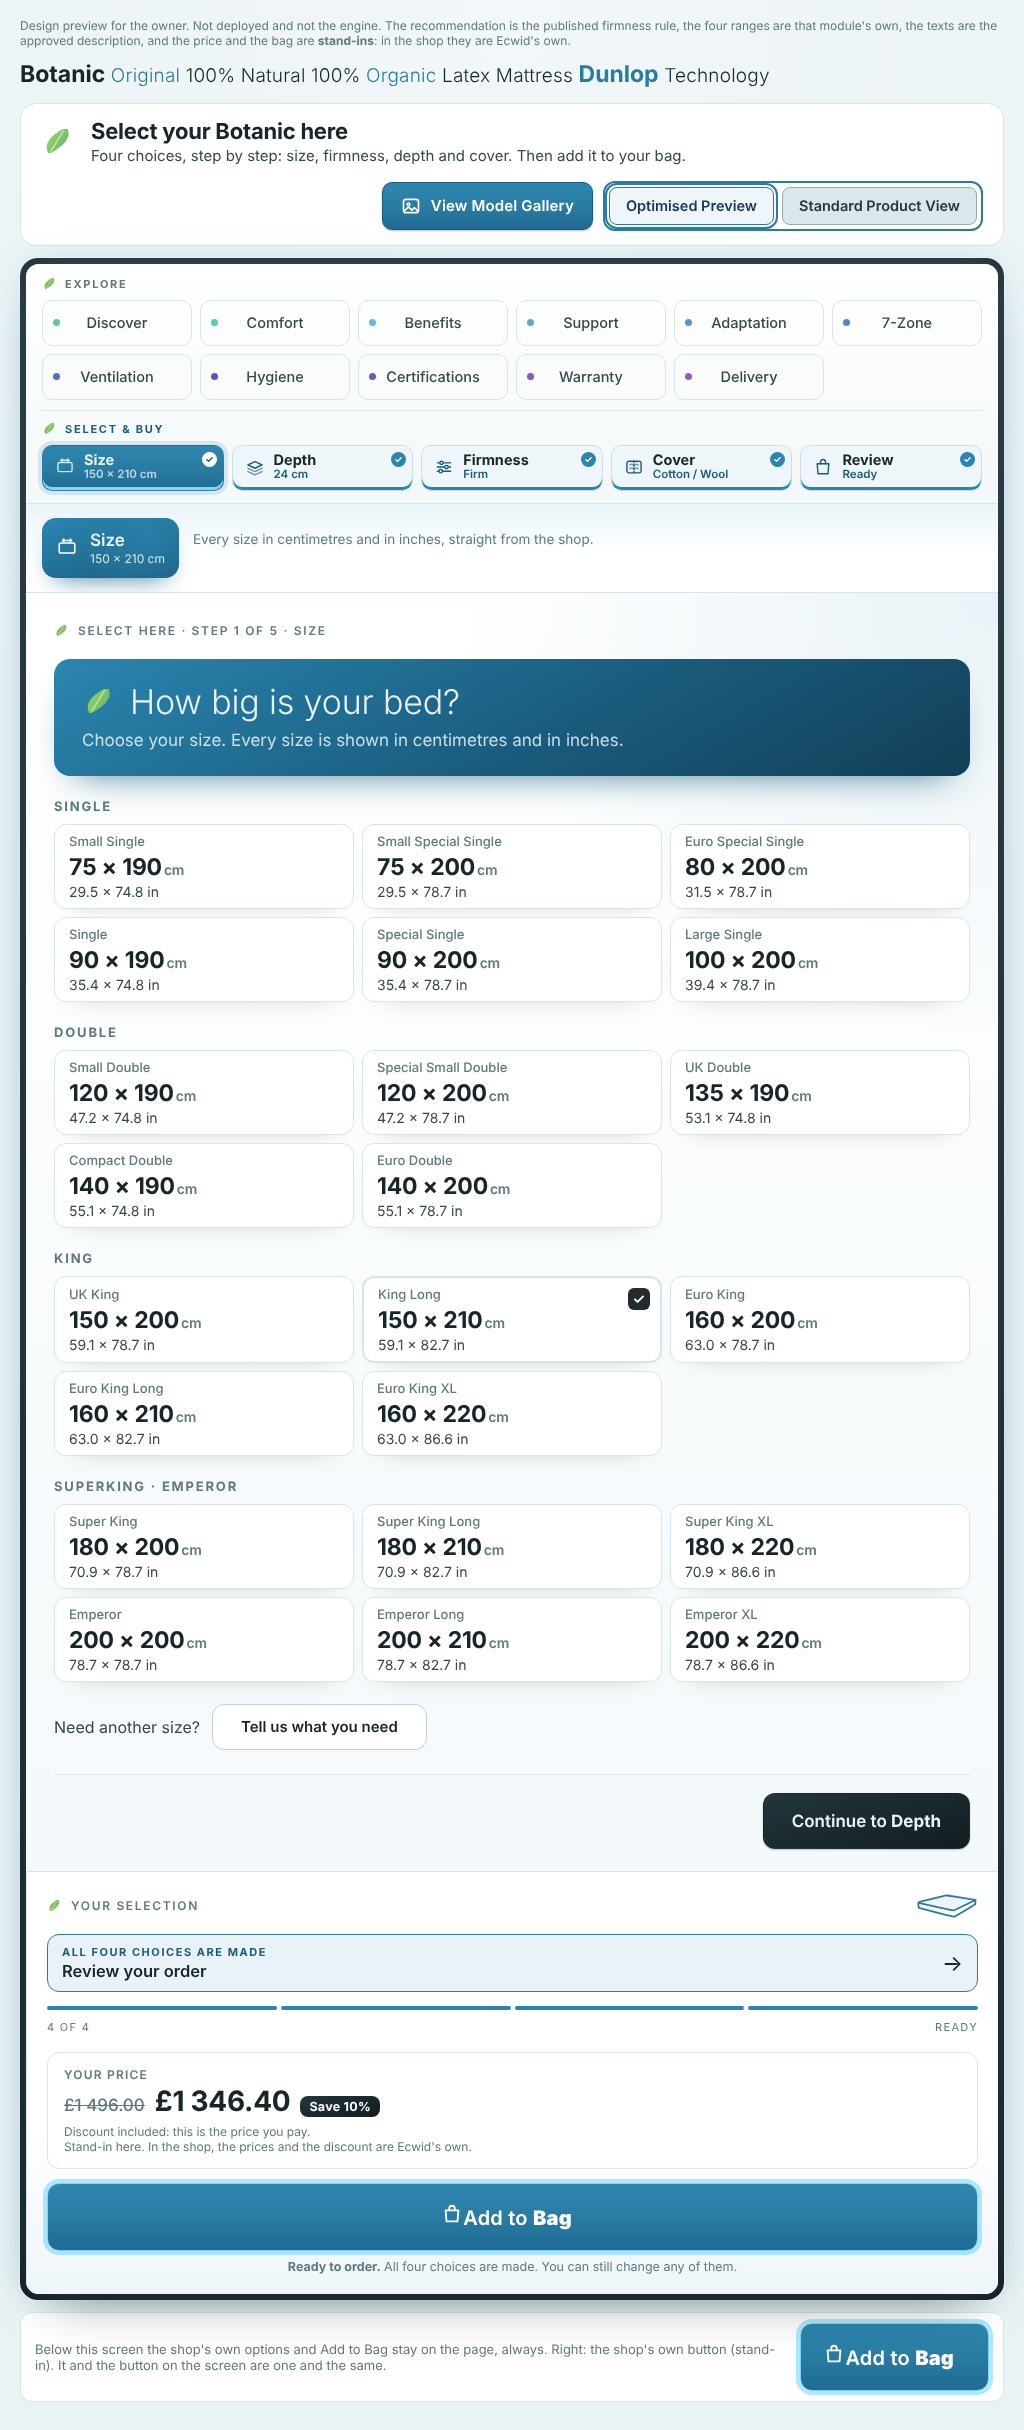 Design preview for the owner. Not deployed and not the engine. The recommendation is the published firmness rule, the four ranges are that module's own, the texts are the
approved description, and the price and the bag are stand-ins: in the shop they are Ecwid's own.
Botanic Original 100% Natural 100% Organic Latex Mattress Dunlop Technology
Select your Botanic here
Four choices, step by step: size, firmness, depth and cover. Then add it to your bag.
View Model Gallery
Optimised Preview
Standard Product View
EXPLORE
Discover
Comfort
Benefits
Support
Adaptation
7-Zone
Ventilation
Hygiene
Certifications
Warranty
Delivery
SELECT & BUY
Size
150 × 210 cm
Depth
24 cm
Firmness
Firm
Cover
Cotton / Wool
Review
Ready
Size
150 × 210 cm
Every size in centimetres and in inches, straight from the shop.
SELECT HERE · STEP 1 OF 5 · SIZE
How big is your bed?
Choose your size. Every size is shown in centimetres and in inches.
SINGLE
Small Single
75 × 190 cm
29.5 × 74.8 in
Small Special Single
75 × 200 cm
29.5 × 78.7 in
Euro Special Single
80 × 200 cm
31.5 × 78.7 in
Single
90 × 190 cm
35.4 × 74.8 in
Special Single
90 × 200 cm
35.4 × 78.7 in
Large Single
100 × 200 cm
39.4 × 78.7 in
DOUBLE
Small Double
120 × 190 cm
47.2 × 74.8 in
Special Small Double
120 × 200 cm
47.2 × 78.7 in
UK Double
135 × 190 cm
53.1 × 74.8 in
Compact Double
140 × 190 cm
55.1 × 74.8 in
Euro Double
140 × 200 cm
55.1 × 78.7 in
KING
UK King
150 × 200 cm
59.1 × 78.7 in
King Long
150 × 210 cm
59.1 × 82.7 in
Euro King
160 × 200 cm
63.0 × 78.7 in
Euro King Long
160 × 210 cm
63.0 × 82.7 in
Euro King XL
160 × 220 cm
63.0 × 86.6 in
SUPERKING · EMPEROR
Super King
180 × 200 cm
70.9 × 78.7 in
Super King Long
180 × 210 cm
70.9 × 82.7 in
Super King XL
180 × 220 cm
70.9 × 86.6 in
Emperor
200 × 200 cm
78.7 × 78.7 in
Emperor Long
200 × 210 cm
78.7 × 82.7 in
Emperor XL
200 × 220 cm
78.7 × 86.6 in
Need another size?
Tell us what you need
Continue to Depth
YOUR SELECTION
ALL FOUR CHOICES ARE MADE
Review your order
4 OF 4
READY
YOUR PRICE
£1 496.00 £1 346.40 Save 10%
Discount included: this is the price you pay.
Stand-in here. In the shop, the prices and the discount are Ecwid's own.
Add to Bag
Ready to order. All four choices are made. You can still change any of them.
Below this screen the shop's own options and Add to Bag stay on the page, always. Right: the shop's own button (stand-
in). It and the button on the screen are one and the same.
Add to Bag